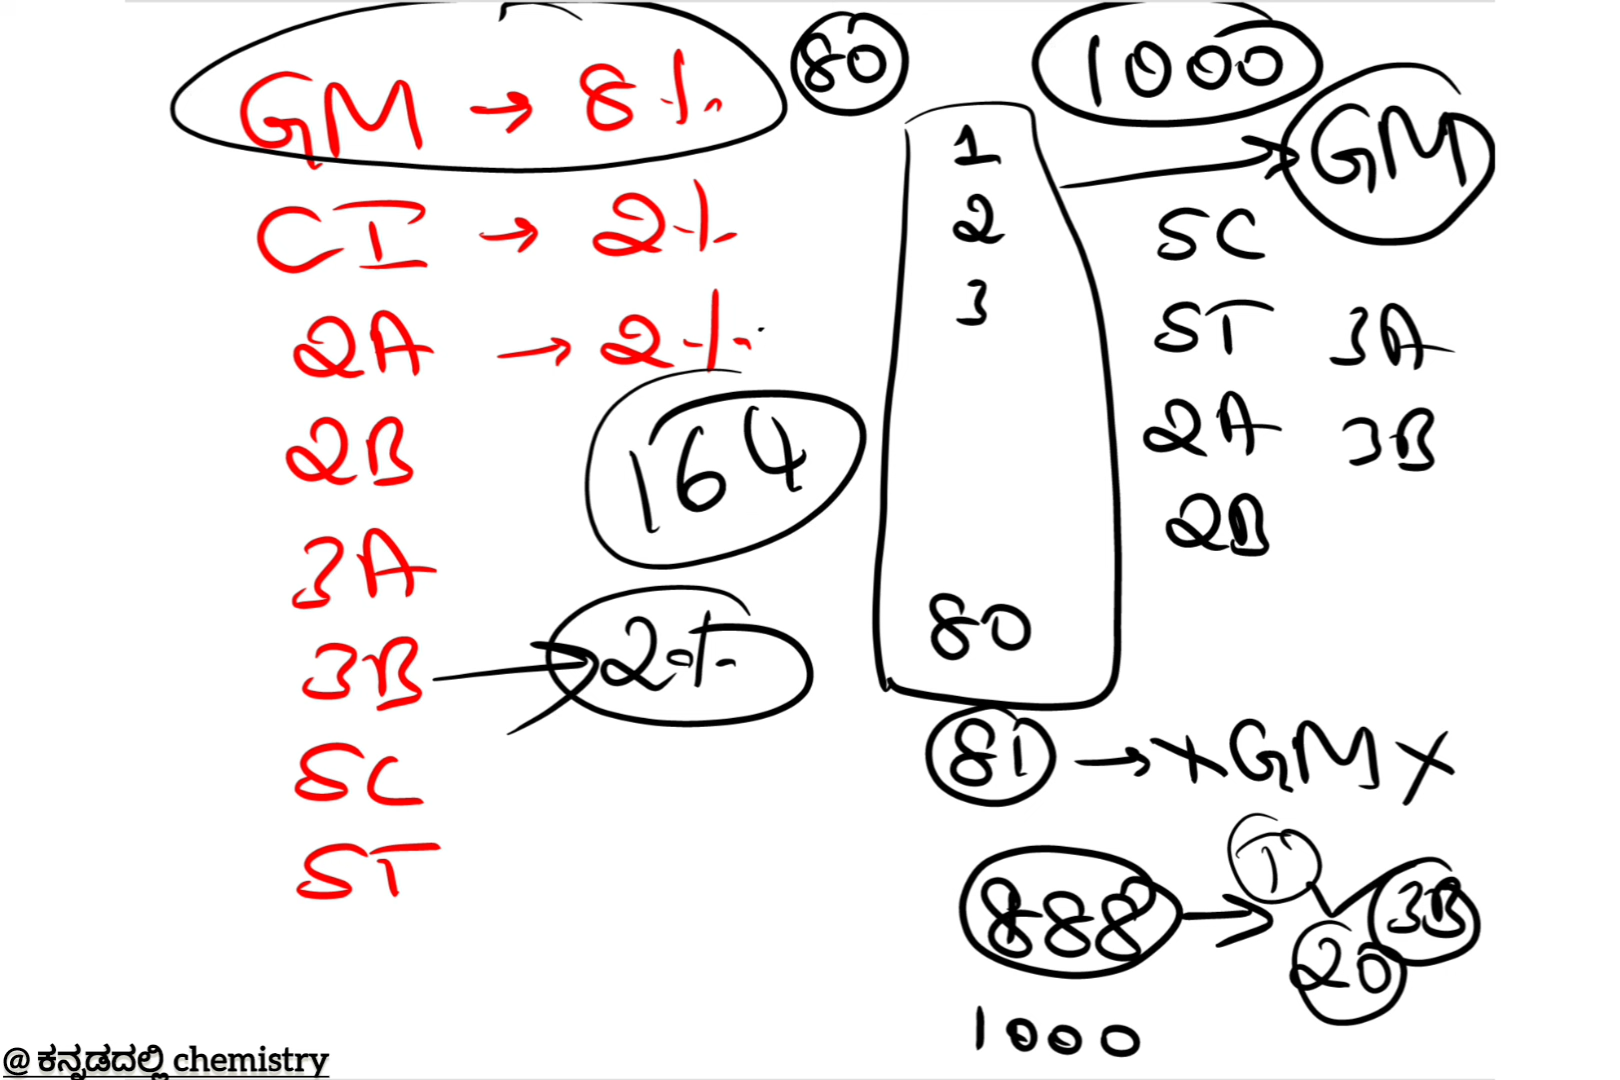 GM → 8%
80
1000
CI → 2%
2A → 2%
2B
164
3A
3B → 2%
SC
ST
1
2
3
80
GM
SC
ST 3A
2A 3B
2B
81 → X GM X
888 → 1
3B
20
1000
@ ಕನ್ನಡದಲ್ಲಿ chemistry